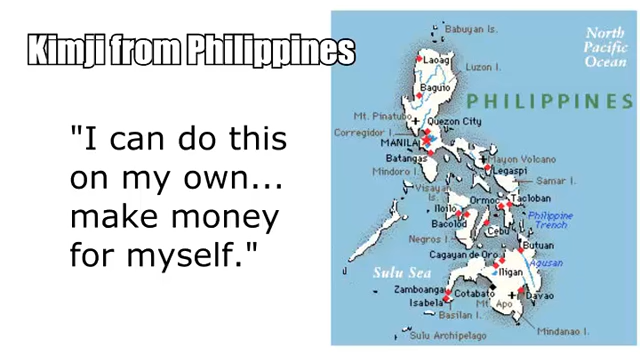 Kimji from Philippines
"I can do this
on my own...
make money
for myself."
Babuyan Is.
North
Pacific
Ocean
Laoag
Luzon I.
Baguio
PHILIPPINES
Mt. Pinatubo
Quezon City
Corregidor I.
MANILA
Batangas
Mayon Volcano
Legaspi
Mindoro I.
Samar I.
Visayan
Is.
Ormoc
Tacloban
Iloilo
Bacolod
Cebu
Philippine
Trench
Negros I.
Butuan
Cagayan de Oro
Agusan
Sulu Sea
Iligan
Zamboanga
Cotabato
Davao
Isabela
Mt. Apo
Basilan I.
Mindanao I.
Sulu Archipelago